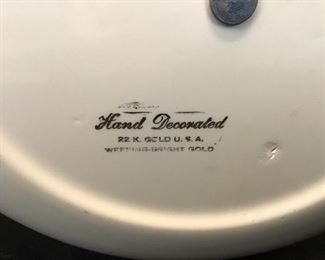 Hand Decorated
22 K. GOLD U. S. A.
WEEPING-BRIGHT GOLD